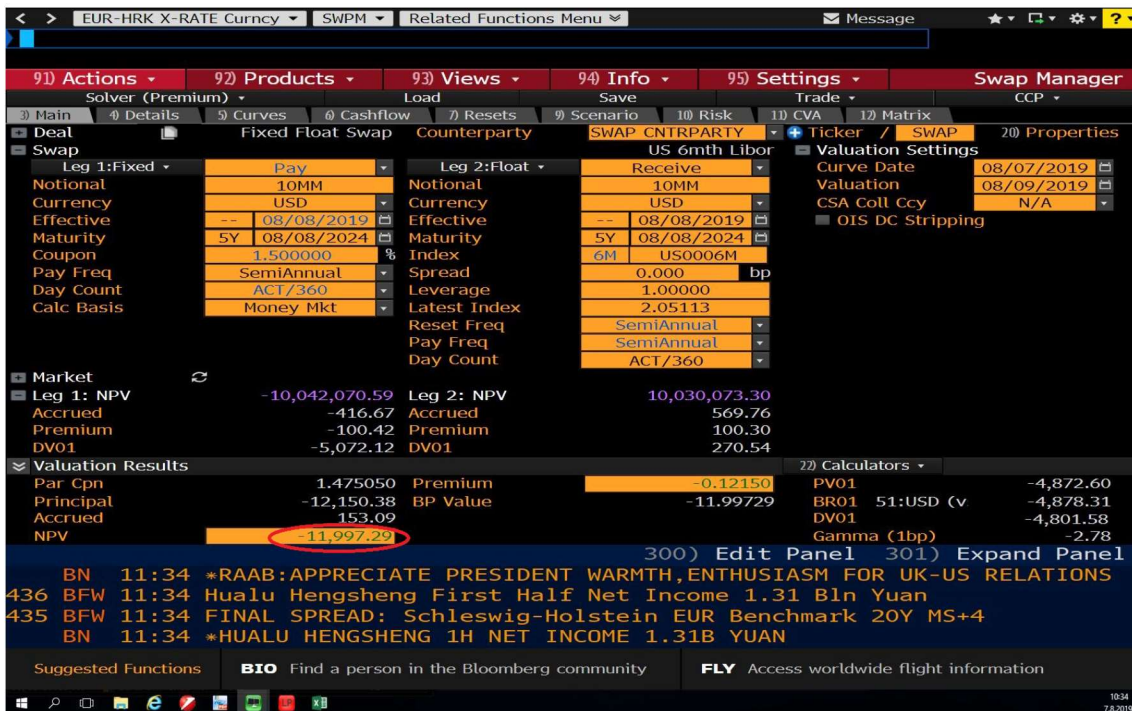 < > EUR-HRK X-RATE Curncy SWPM Related Functions Menu Message ?
91) Actions 92) Products 93) Views 94) Info 95) Settings Swap Manager
Solver (Premium) Load Save Trade CCP
3) Main 4) Details 5) Curves 6) Cashflow 7) Resets 9) Scenario 10) Risk 11) CVA 12) Matrix
Deal Fixed Float Swap Counterparty SWAP CNTRPARTY Ticker / SWAP 20) Properties
Swap US 6mth Libor Valuation Settings
Leg 1:Fixed Pay Leg 2:Float Receive Curve Date 08/07/2019
Notional 10MM Notional 10MM Valuation 08/09/2019
Currency USD Currency USD CSA Coll Ccy N/A
Effective -- 08/08/2019 Effective -- 08/08/2019 OIS DC Stripping
Maturity 5Y 08/08/2024 Maturity 5Y 08/08/2024
Coupon 1.500000 % Index 6M US0006M
Pay Freq SemiAnnual Spread 0.000 bp
Day Count ACT/360 Leverage 1.00000
Calc Basis Money Mkt Latest Index 2.05113
Reset Freq SemiAnnual
Pay Freq SemiAnnual
Day Count ACT/360
Market
Leg 1: NPV -10,042,070.59 Leg 2: NPV 10,030,073.30
Accrued -416.67 Accrued 569.76
Premium -100.42 Premium 100.30
DV01 -5,072.12 DV01 270.54
Valuation Results 22) Calculators
Par Cpn 1.475050 Premium -0.12150 PV01 -4,872.60
Principal -12,150.38 BP Value -11.99729 BR01 51:USD (v -4,878.31
Accrued 153.09 DV01 -4,801.58
NPV -11,997.29 Gamma (1bp) -2.78
300) Edit Panel 301) Expand Panel
BN 11:34 *RAAB:APPRECIATE PRESIDENT WARMTH,ENTHUSIASM FOR UK-US RELATIONS
436 BFW 11:34 Hualu Hengsheng First Half Net Income 1.31 Bln Yuan
435 BFW 11:34 FINAL SPREAD: Schleswig-Holstein EUR Benchmark 20Y MS+4
BN 11:34 *HUALU HENGSHENG 1H NET INCOME 1.31B YUAN
Suggested Functions BIO Find a person in the Bloomberg community FLY Access worldwide flight information
10:34
7.8.2019